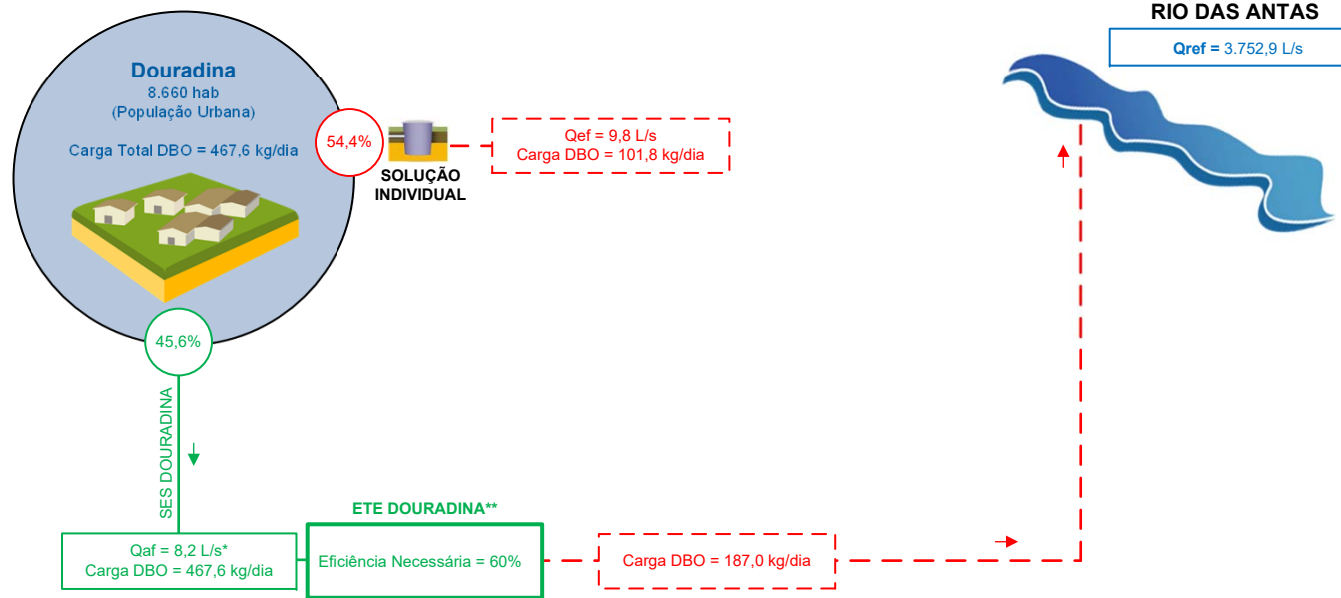 RIO DAS ANTAS
Qref = 3.752,9 L/s
Douradina
8.660 hab
(População Urbana)
Carga Total DBO = 467,6 kg/dia
54,4%
SOLUÇÃO
INDIVIDUAL
Qef = 9,8 L/s
Carga DBO = 101,8 kg/dia
45,6%
SES DOURADINA
ETE DOURADINA**
Qaf = 8,2 L/s*
Carga DBO = 467,6 kg/dia
Eficiência Necessária = 60%
Carga DBO = 187,0 kg/dia